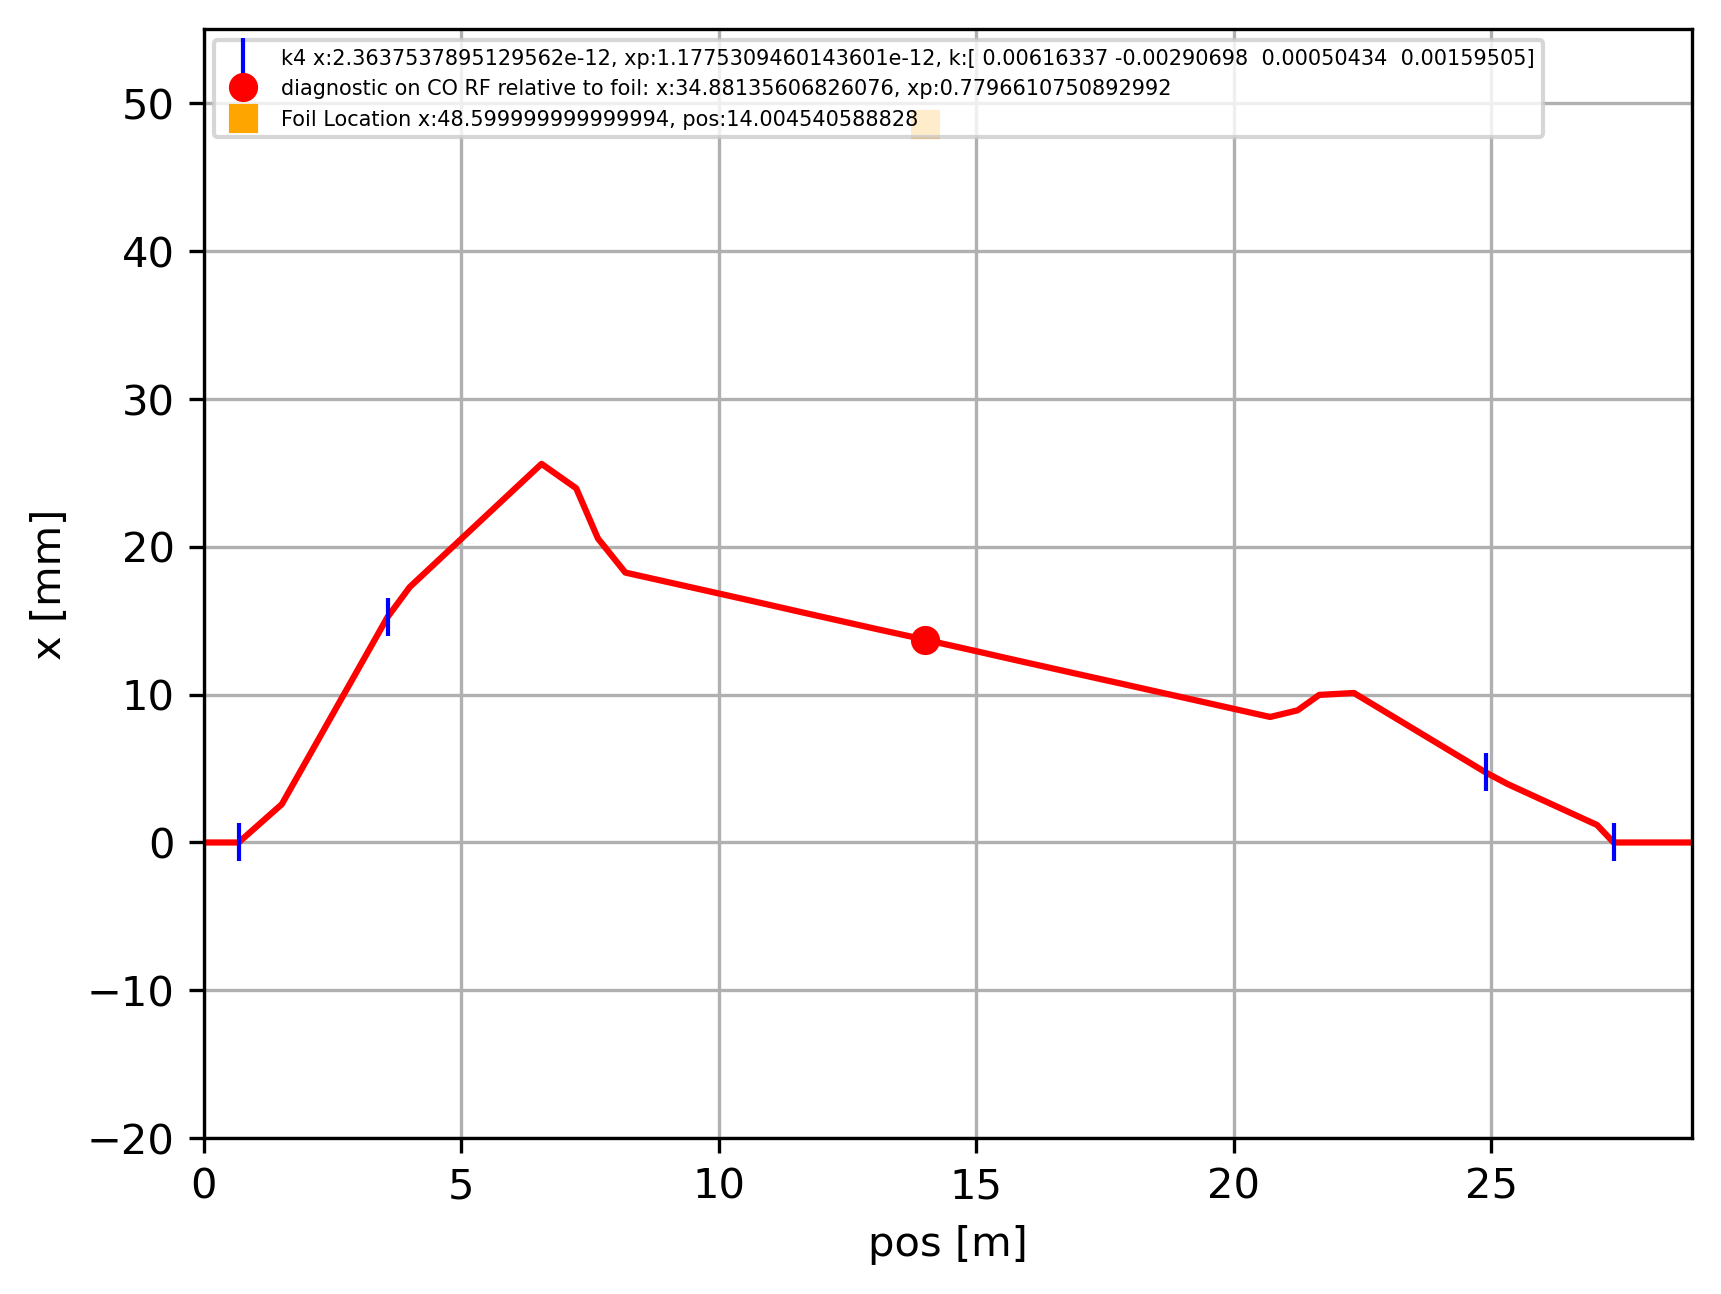 k4 x:2.3637537895129562e-12, xp:1.1775309460143601e-12, k:[ 0.00616337 -0.00290698  0.00050434  0.00159505]
diagnostic on CO RF relative to foil: x:34.88135606826076, xp:0.7796610750892992
Foil Location x:48.599999999999994, pos:14.004540588828
50
40
30
20
10
0
−10
−20
x [mm]
0 5 10 15 20 25
pos [m]